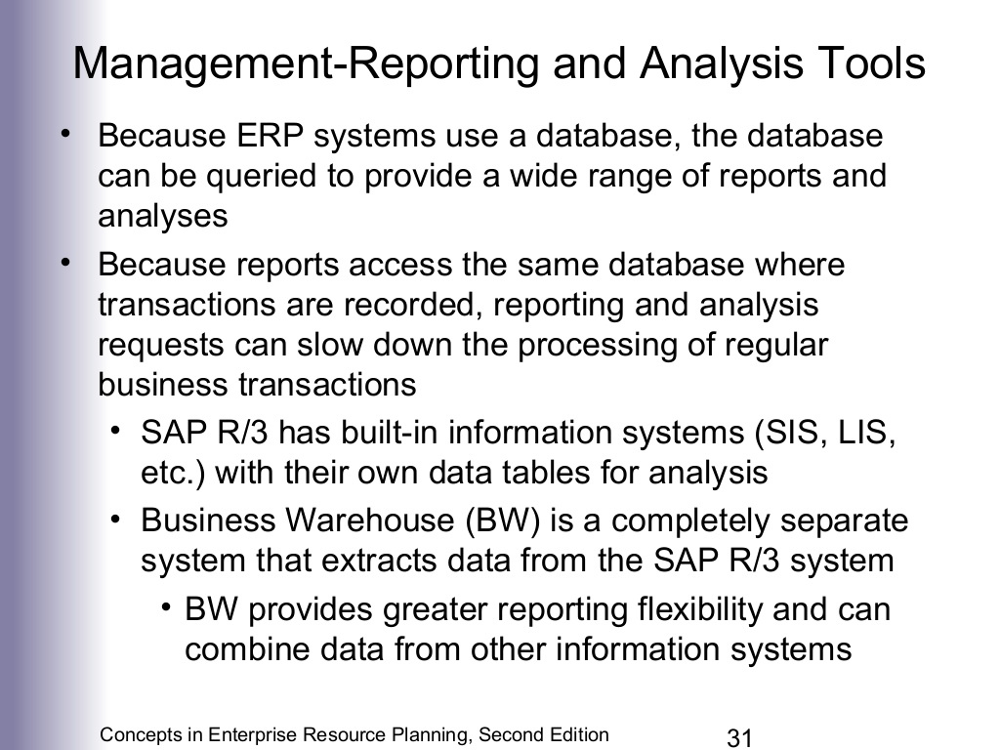 Management-Reporting and Analysis Tools
• Because ERP systems use a database, the database
can be queried to provide a wide range of reports and
analyses
• Because reports access the same database where
transactions are recorded, reporting and analysis
requests can slow down the processing of regular
business transactions
• SAP R/3 has built-in information systems (SIS, LIS,
etc.) with their own data tables for analysis
• Business Warehouse (BW) is a completely separate
system that extracts data from the SAP R/3 system
• BW provides greater reporting flexibility and can
combine data from other information systems
Concepts in Enterprise Resource Planning, Second Edition
31